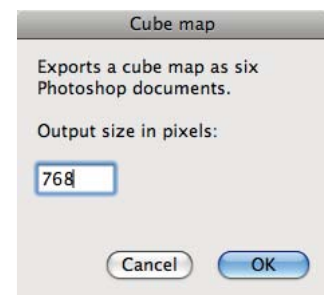 Cube map
Exports a cube map as six
Photoshop documents.
Output size in pixels:
768
Cancel
OK